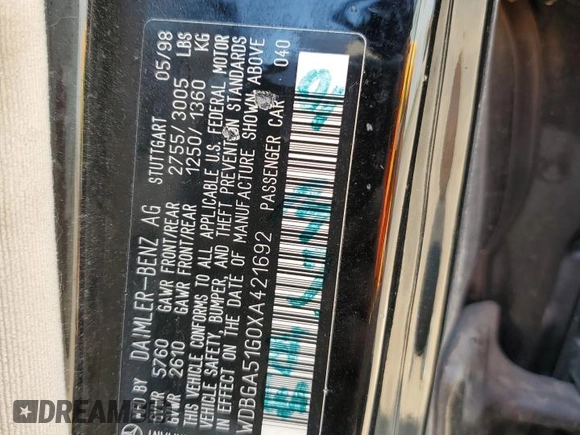 D BY DAIMLER-BENZ AG STUTTGART 05/98
5760 GAWR FRONT/REAR 2755/3005 LBS
GVWR 2610 GAWR FRONT/REAR 1250/1360 KG
THIS VEHICLE CONFORMS TO ALL APPLICABLE U.S. FEDERAL MOTOR
VEHICLE SAFETY, BUMPER, AND THEFT PREVENTION STANDARDS
IN EFFECT ON THE DATE OF MANUFACTURE SHOWN ABOVE
WDBGA51G0XA421692 PASSENGER CAR 040
DREAM